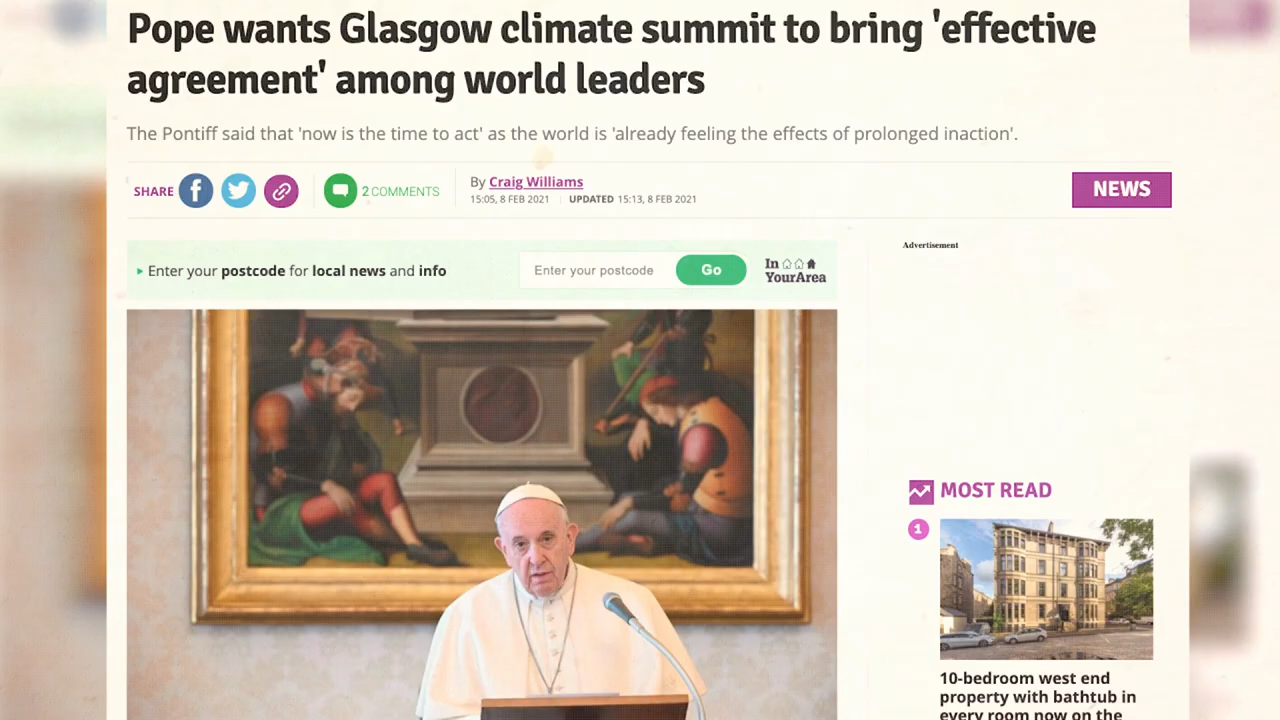 Pope wants Glasgow climate summit to bring 'effective
agreement' among world leaders
The Pontiff said that 'now is the time to act' as the world is 'already feeling the effects of prolonged inaction'.
SHARE
2 COMMENTS
By Craig Williams
15:05, 8 FEB 2021
UPDATED 15:13, 8 FEB 2021
NEWS
Enter your postcode for local news and info
Enter your postcode
Go
In
YourArea
Advertisement
MOST READ
1
10-bedroom west end
property with bathtub in
every room now on the